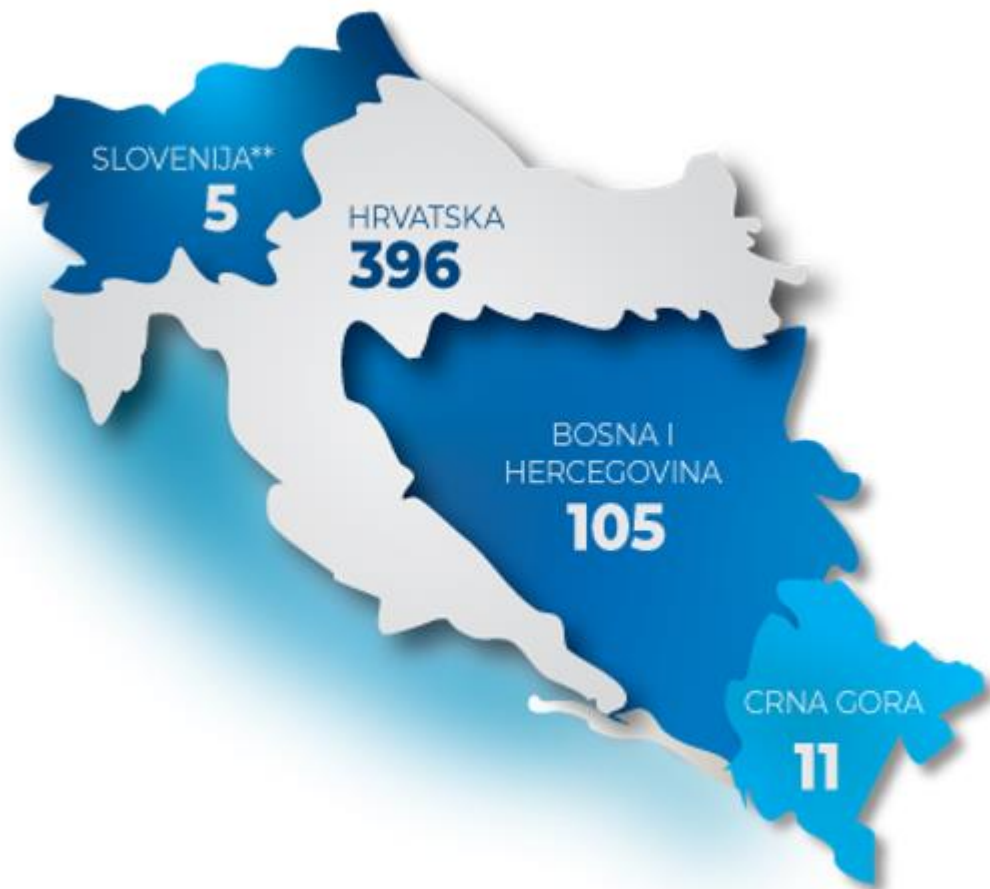 SLOVENIJA**
5
HRVATSKA
396
BOSNA I
HERCEGOVINA
105
CRNA GORA
11